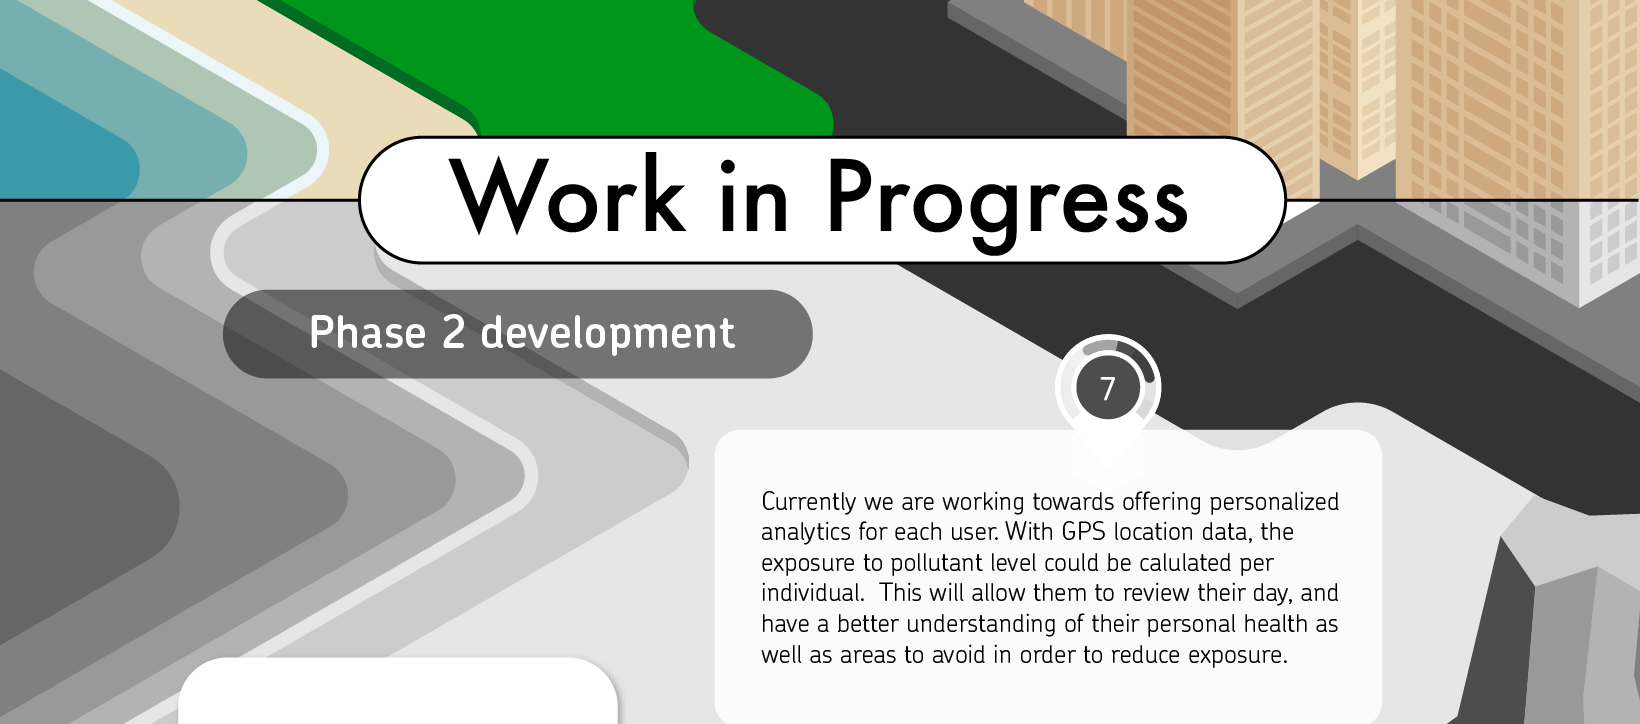 Work in Progress
Phase 2 development
7
Currently we are working towards offering personalized
analytics for each user. With GPS location data, the
exposure to pollutant level could be calulated per
individual.  This will allow them to review their day, and
have a better understanding of their personal health as
well as areas to avoid in order to reduce exposure.